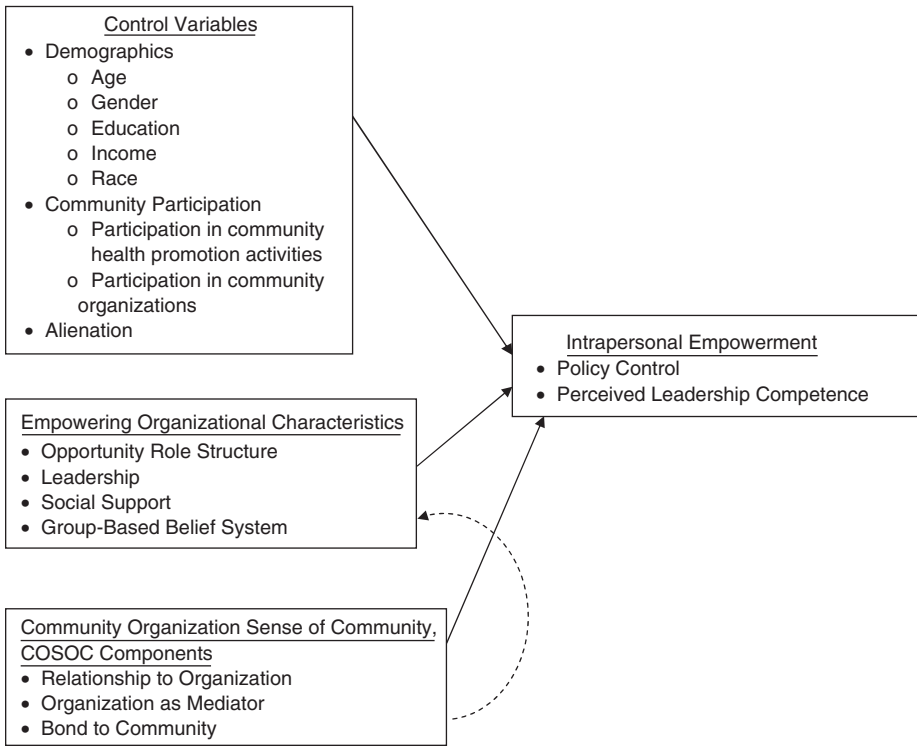 Control Variables
• Demographics
o Age
o Gender
o Education
o Income
o Race
• Community Participation
o Participation in community
health promotion activities
o Participation in community
organizations
• Alienation
Intrapersonal Empowerment
• Policy Control
• Perceived Leadership Competence
Empowering Organizational Characteristics
• Opportunity Role Structure
• Leadership
• Social Support
• Group-Based Belief System
Community Organization Sense of Community,
COSOC Components
• Relationship to Organization
• Organization as Mediator
• Bond to Community